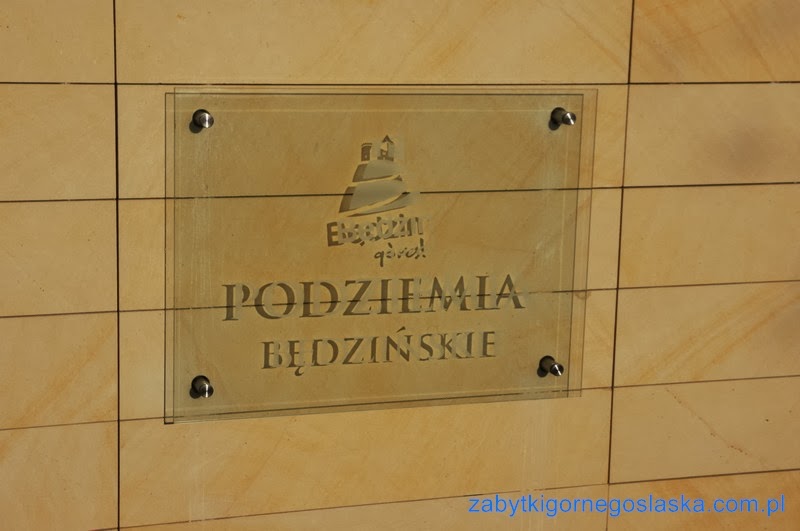 Będzin
górą!
PODZIEMIA
BĘDZIŃSKIE
zabytkigornegoslaska.com.pl